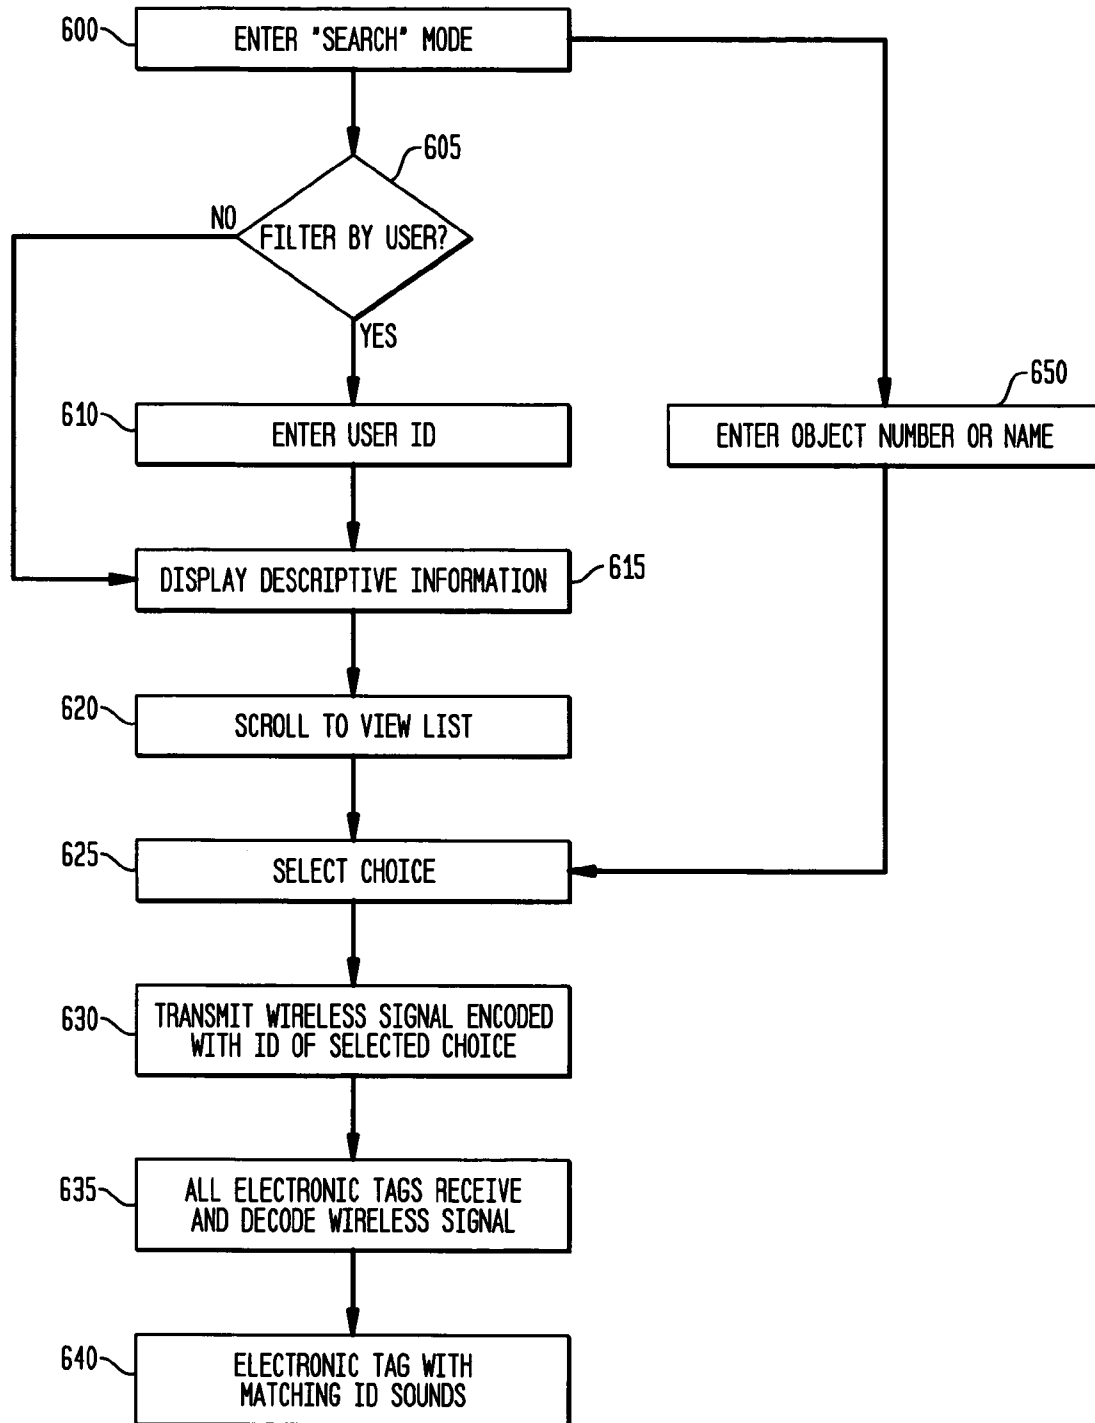 600
ENTER "SEARCH" MODE
605
NO
FILTER BY USER?
YES
610
ENTER USER ID
650
ENTER OBJECT NUMBER OR NAME
DISPLAY DESCRIPTIVE INFORMATION
615
620
SCROLL TO VIEW LIST
625
SELECT CHOICE
630
TRANSMIT WIRELESS SIGNAL ENCODED
WITH ID OF SELECTED CHOICE
635
ALL ELECTRONIC TAGS RECEIVE
AND DECODE WIRELESS SIGNAL
640
ELECTRONIC TAG WITH
MATCHING ID SOUNDS